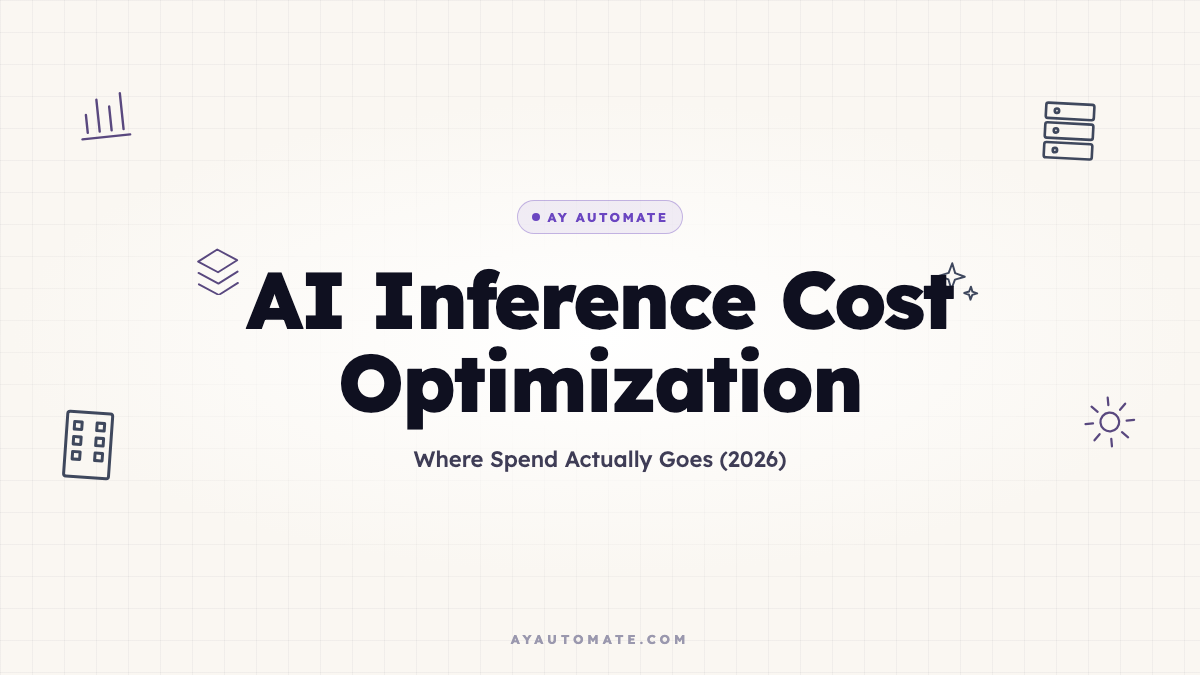 AY AUTOMATE
AI Inference Cost
Optimization
Where Spend Actually Goes (2026)
AYAUTOMATE.COM